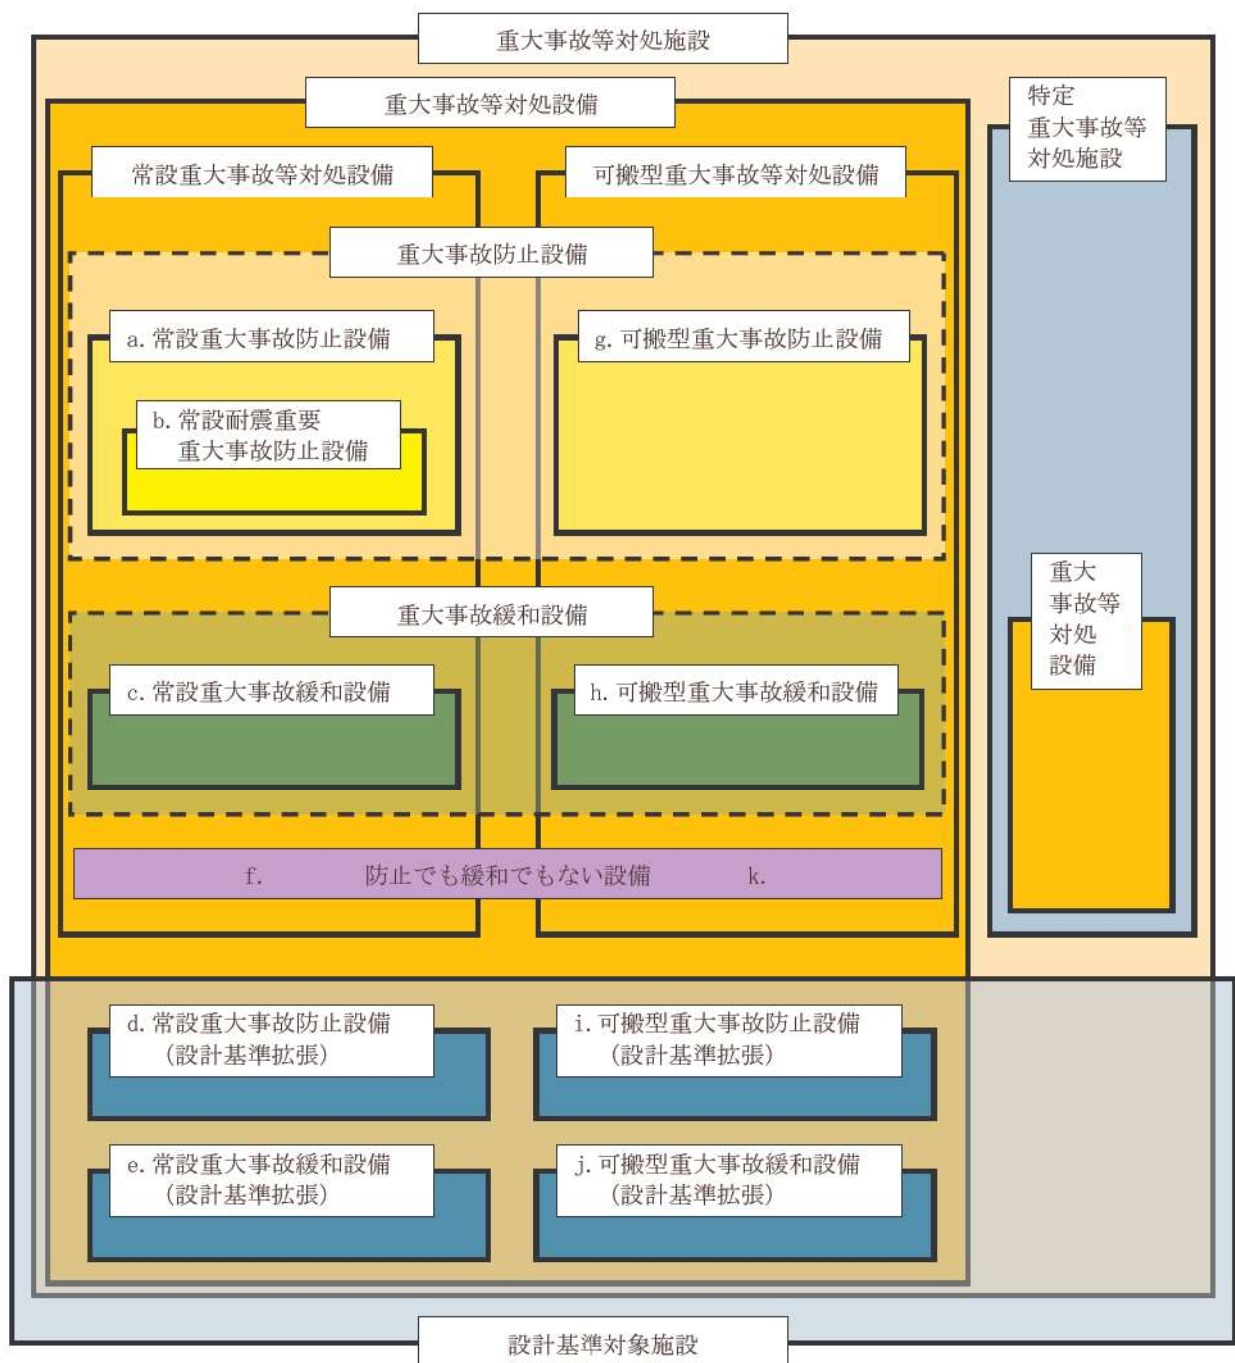 重大事故等対処施設
重大事故等対処設備
特定
重大事故等
対処施設
常設重大事故等対処設備
可搬型重大事故等対処設備
重大事故防止設備
a. 常設重大事故防止設備
g. 可搬型重大事故防止設備
b. 常設耐震重要
重大事故防止設備
重大
事故等
対処
設備
重大事故緩和設備
c. 常設重大事故緩和設備
h. 可搬型重大事故緩和設備
f. 防止でも緩和でもない設備 k.
d. 常設重大事故防止設備
(設計基準拡張)
i. 可搬型重大事故防止設備
(設計基準拡張)
e. 常設重大事故緩和設備
(設計基準拡張)
j. 可搬型重大事故緩和設備
(設計基準拡張)
設計基準対象施設